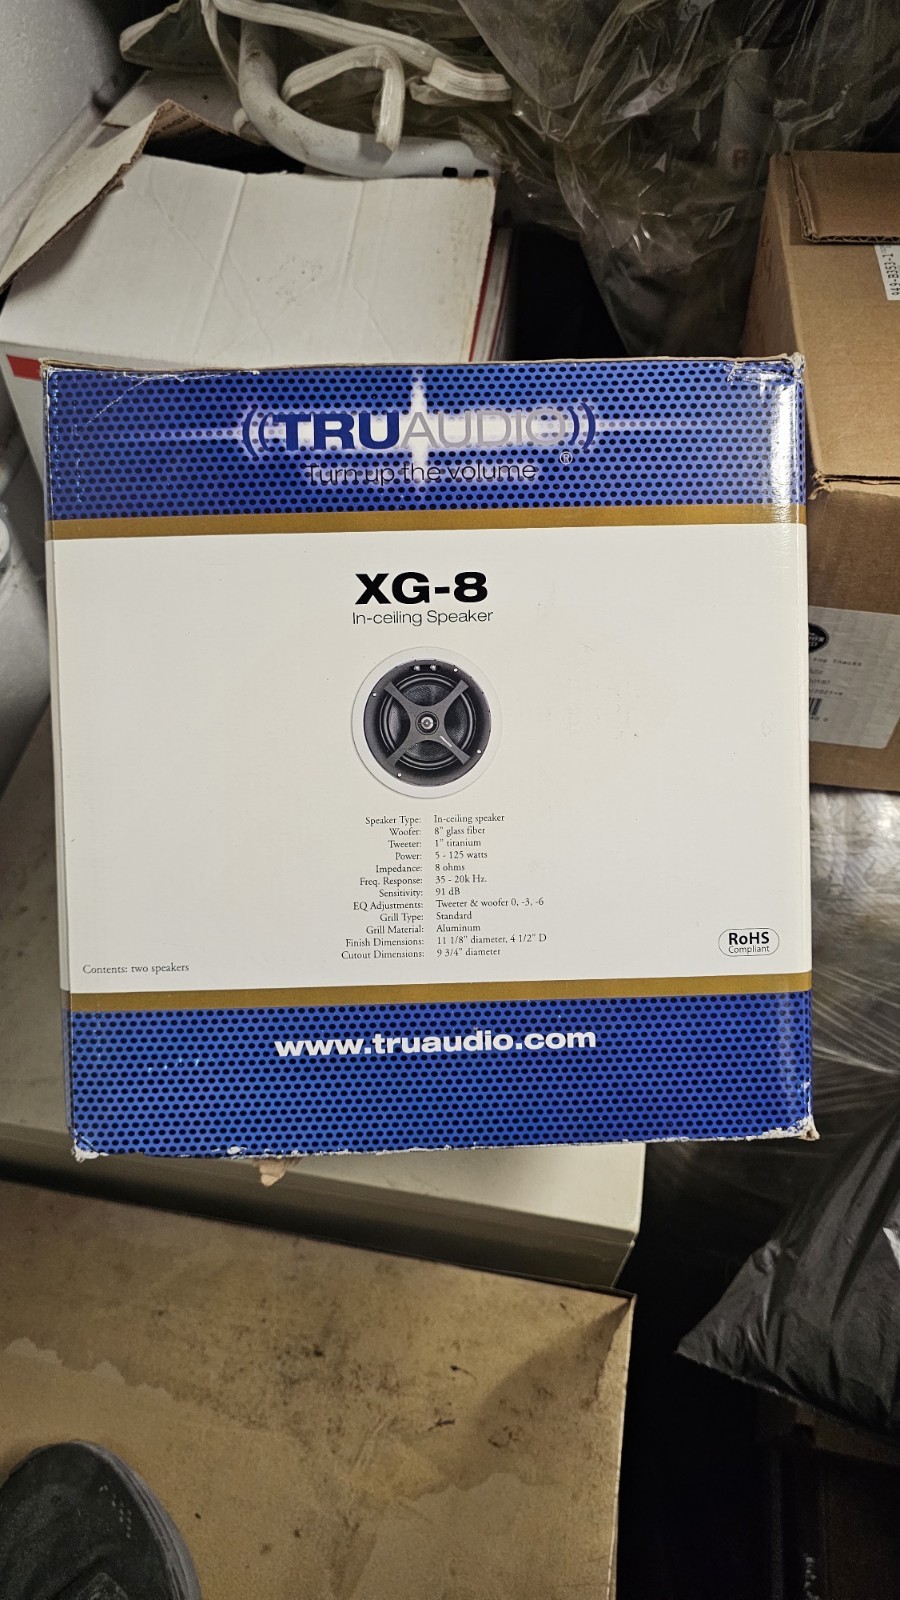 ((TRUAUDIO))®
Turn up the volume
XG-8
In-ceiling Speaker
Speaker Type: In-ceiling speaker
Woofer: 8" glass fiber
Tweeter: 1" titanium
Power: 5 - 125 watts
Impedance: 8 ohms
Freq. Response: 35 - 20k Hz.
Sensitivity: 91 dB
EQ Adjustments: Tweeter & woofer 0, -3, -6
Grill Type: Standard
Grill Material: Aluminum
Finish Dimensions: 11 1/8" diameter, 4 1/2" D
Cutout Dimensions: 9 3/4" diameter
Contents: two speakers
RoHS
Compliant
www.truaudio.com